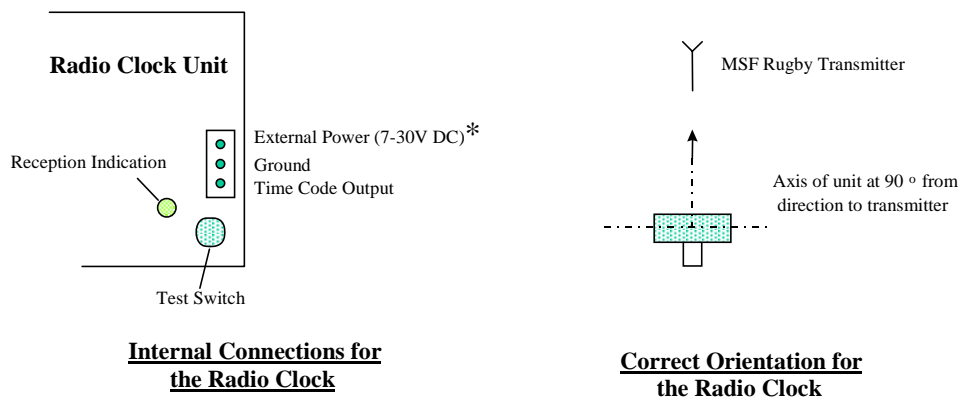 Radio Clock Unit
External Power (7-30V DC)*
Ground
Time Code Output
Reception Indication
Test Switch
Internal Connections for
the Radio Clock
MSF Rugby Transmitter
Axis of unit at 90 o from
direction to transmitter
Correct Orientation for
the Radio Clock